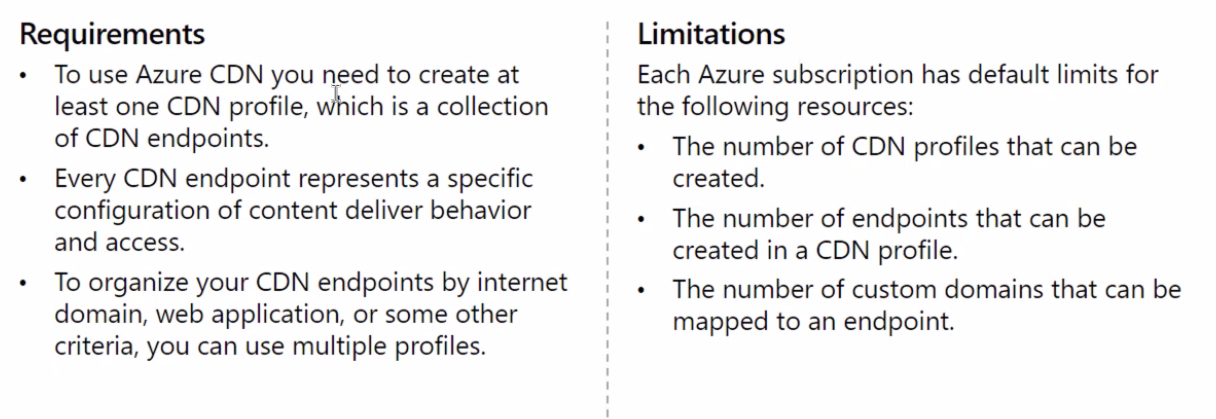 Requirements
• To use Azure CDN you need to create at
least one CDN profile, which is a collection
of CDN endpoints.
• Every CDN endpoint represents a specific
configuration of content deliver behavior
and access.
• To organize your CDN endpoints by internet
domain, web application, or some other
criteria, you can use multiple profiles.
Limitations
Each Azure subscription has default limits for
the following resources:
• The number of CDN profiles that can be
created.
• The number of endpoints that can be
created in a CDN profile.
• The number of custom domains that can be
mapped to an endpoint.